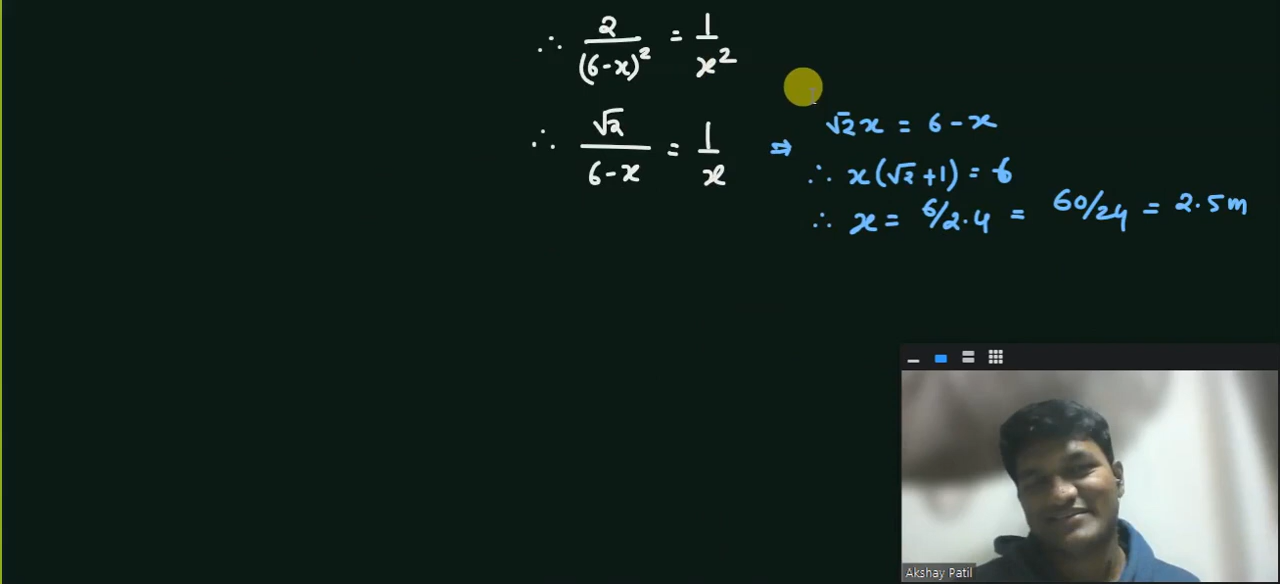 ∴ 2/(6-x)² = 1/x²
∴ √2/(6-x) = 1/x ⇒ √2x = 6-x
∴ x(√2+1) = 6
∴ x = 6/2.4 = 60/24 = 2.5m
Akshay Patil